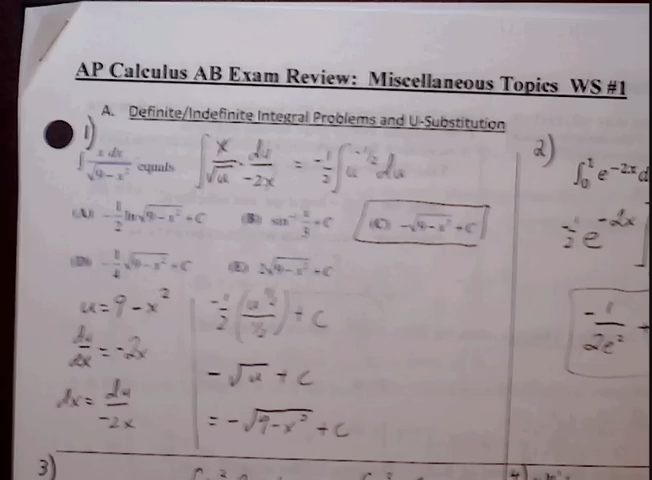 AP Calculus AB Exam Review: Miscellaneous Topics WS #1
A. Definite/Indefinite Integral Problems and U-Substitution
1)
∫ x dx/√(9-x²) equals
∫ x/√u · du/-2x = -1/2 ∫ u^(-1/2) du
(A) -1/2 ln√(9-x²) + C (B) sin⁻¹ x/3 + C (C) -√(9-x²) + C
(D) -1/4 √(9-x²) + C (E) 2√(9-x²) + C
u = 9 - x²
du/dx = -2x
dx = du/-2x
-1/2 (u^(1/2)/(1/2)) + C
-√u + C
= -√(9-x²) + C
2)
∫₀¹ e^(-2x) d
-1/2 e^(-2x)
-1/2e² +
3)
4)